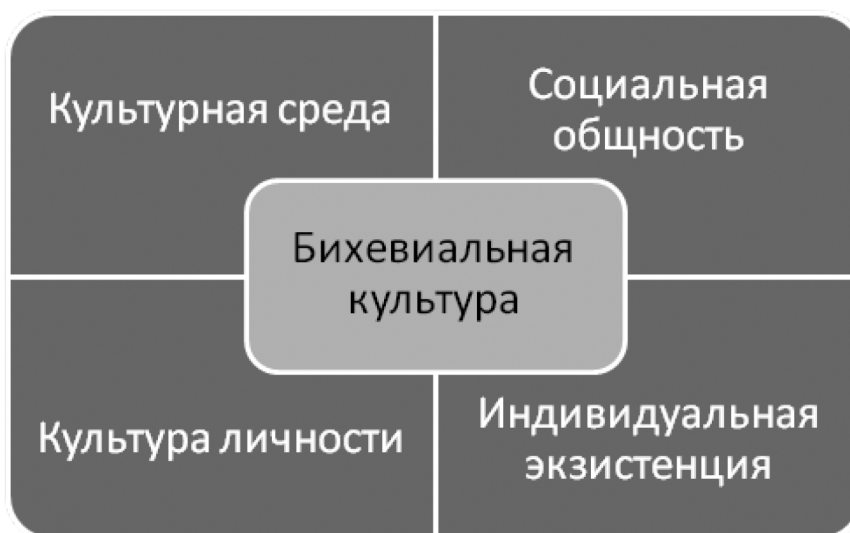 Культурная среда
Социальная
общность
Бихевиальная
культура
Культура личности
Индивидуальная
экзистенция